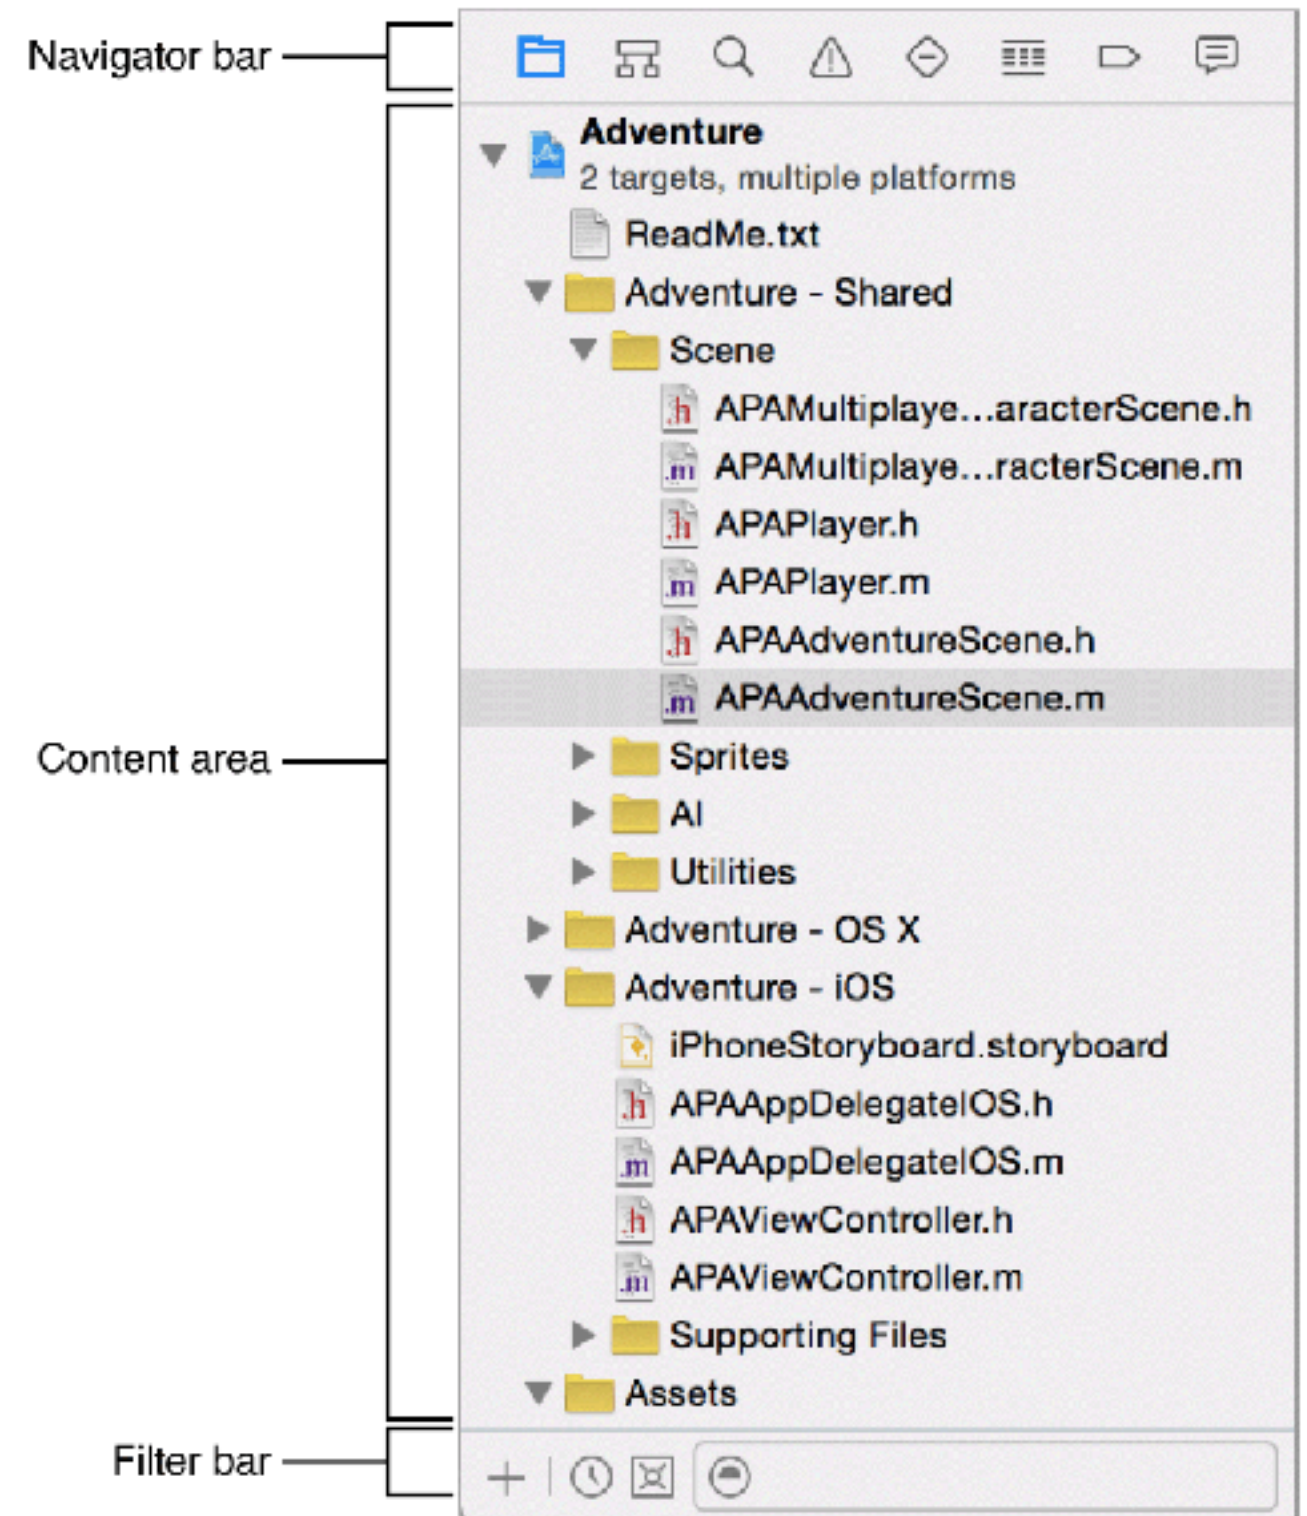 Navigator bar
Adventure
2 targets, multiple platforms
ReadMe.txt
Adventure - Shared
Scene
.h APAMultiplaye...aracterScene.h
.m APAMultiplaye...racterScene.m
.h APAPlayer.h
.m APAPlayer.m
.h APAAdventureScene.h
.m APAAdventureScene.m
Content area
Sprites
AI
Utilities
Adventure - OS X
Adventure - iOS
iPhoneStoryboard.storyboard
.h APAAppDelegateIOS.h
.m APAAppDelegateIOS.m
.h APAViewController.h
.m APAViewController.m
Supporting Files
Assets
Filter bar